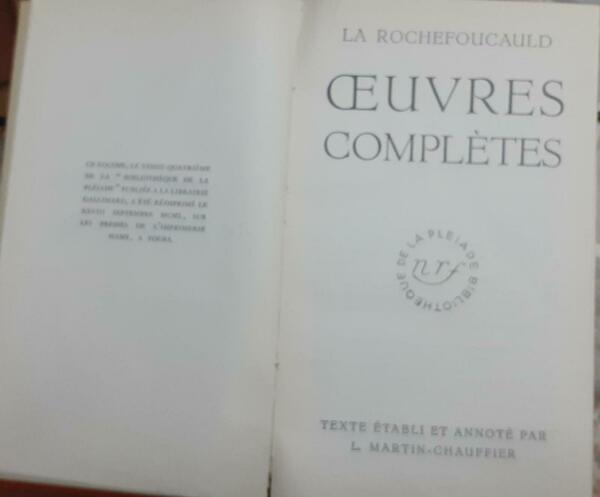 CE VOLUME, LE VINGT-QUATRIÈME
DE LA "BIBLIOTHÈQUE DE LA
PLÉIADE" PUBLIÉE A LA LIBRAIRIE
GALLIMARD, A ÉTÉ RÉIMPRIMÉ LE
XXVIII SEPTEMBRE MCML, SUR
LES PRESSES DE L'IMPRIMERIE
MAME, A TOURS.
LA ROCHEFOUCAULD
ŒUVRES
COMPLÈTES
BIBLIOTHÈQUE DE LA PLÉIADE
nrf
TEXTE ÉTABLI ET ANNOTÉ PAR
L. MARTIN-CHAUFFIER